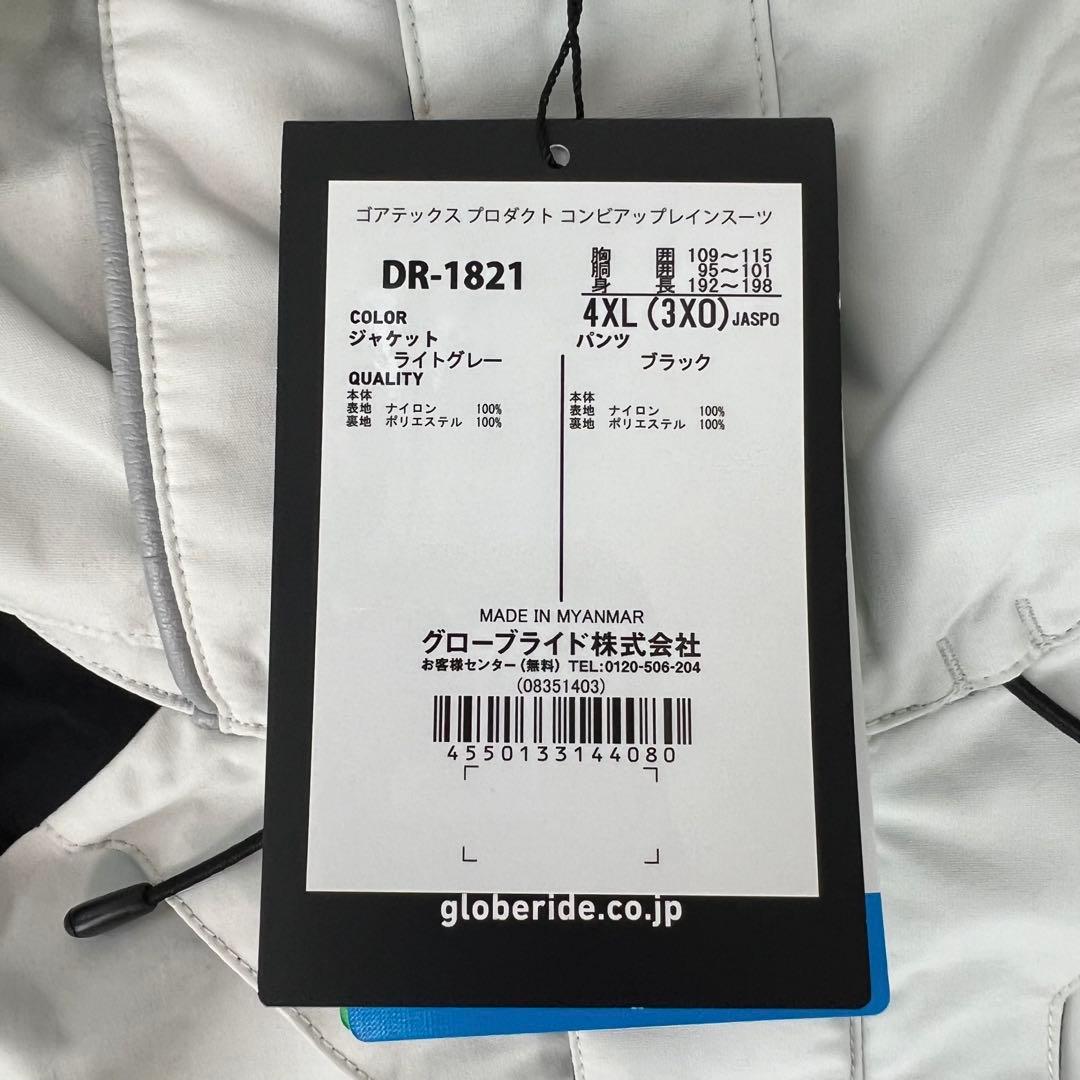 ゴアテックス プロダクト コンビアップレインスーツ
DR-1821
胸 囲 109～115
胴 囲 95～101
身 長 192～198
4XL (3XO) JASPO
COLOR
ジャケット
ライトグレー
パンツ
ブラック
QUALITY
本体
表地 ナイロン 100%
裏地 ポリエステル 100%
本体
表地 ナイロン 100%
裏地 ポリエステル 100%
MADE IN MYANMAR
グローブライド株式会社
お客様センター(無料) TEL:0120-506-204
(08351403)
4550133144080
globeride.co.jp